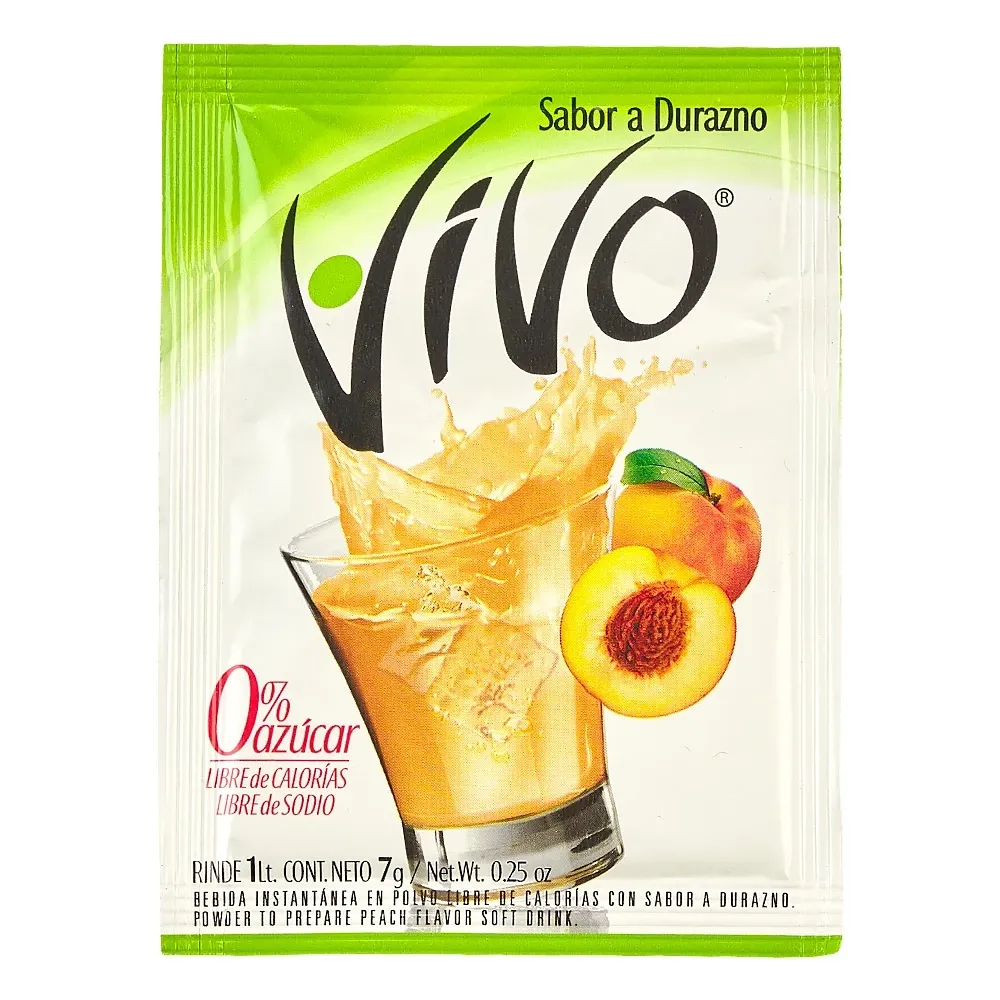 Sabor a Durazno
ViVo®
0%
azúcar
LIBRE de CALORÍAS
LIBRE de SODIO
RINDE 1Lt. CONT. NETO 7g / Net.Wt. 0.25 oz
BEBIDA INSTANTÁNEA EN POLVO LIBRE DE CALORÍAS CON SABOR A DURAZNO.
POWDER TO PREPARE PEACH FLAVOR SOFT DRINK.